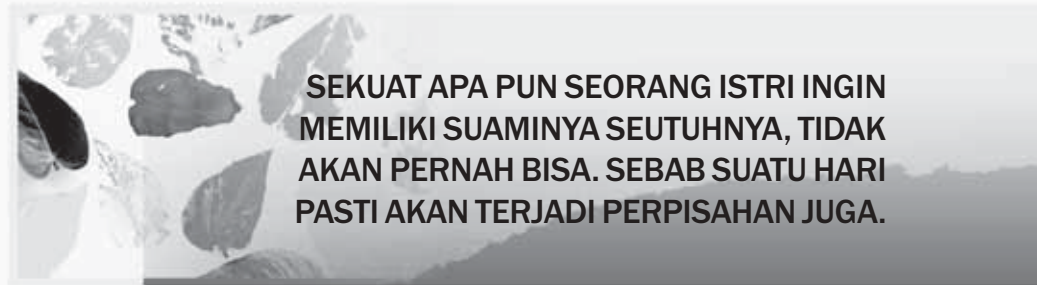 SEKUAT APA PUN SEORANG ISTRI INGIN
MEMILIKI SUAMINYA SEUTUHNYA, TIDAK
AKAN PERNAH BISA. SEBAB SUATU HARI
PASTI AKAN TERJADI PERPISAHAN JUGA.